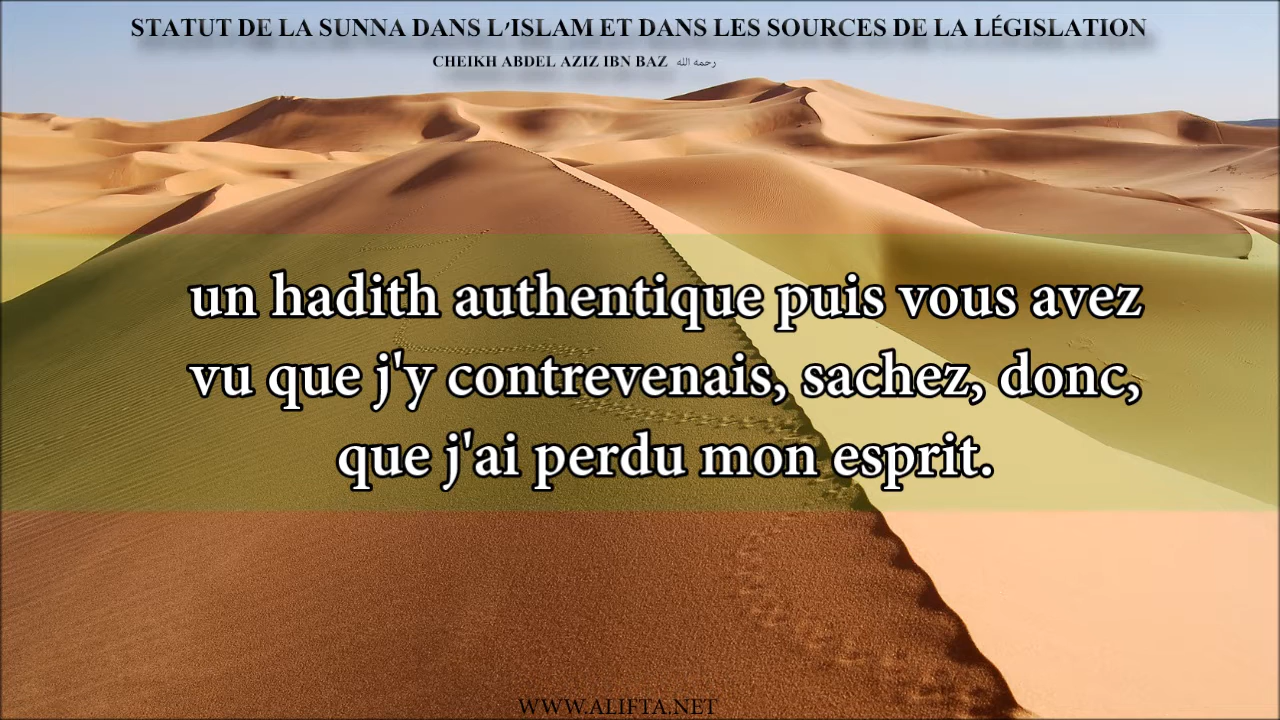 STATUT DE LA SUNNA DANS L'ISLAM ET DANS LES SOURCES DE LA LÉGISLATION
CHEIKH ABDEL AZIZ IBN BAZ رحمه الله
un hadith authentique puis vous avez
vu que j'y contrevenais, sachez, donc,
que j'ai perdu mon esprit.
WWW.ALIFTA.NET